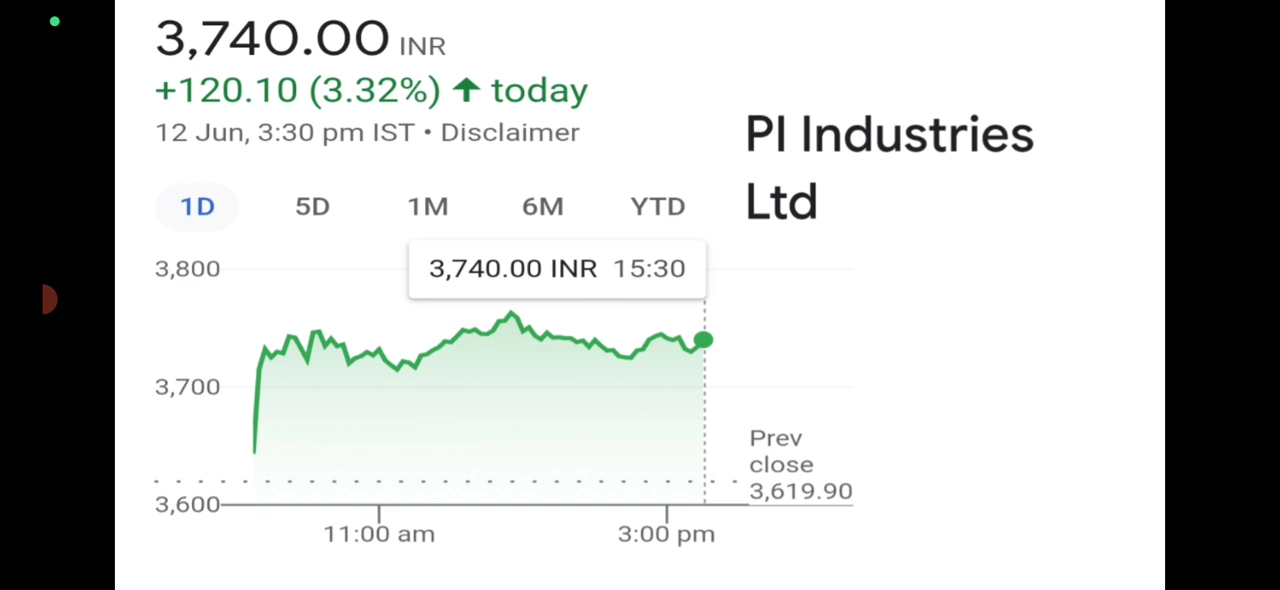 3,740.00 INR
+120.10 (3.32%) ↑ today
12 Jun, 3:30 pm IST • Disclaimer
PI Industries
Ltd
1D 5D 1M 6M YTD
3,740.00 INR 15:30
3,800
3,700
3,600
Prev
close
3,619.90
11:00 am 3:00 pm